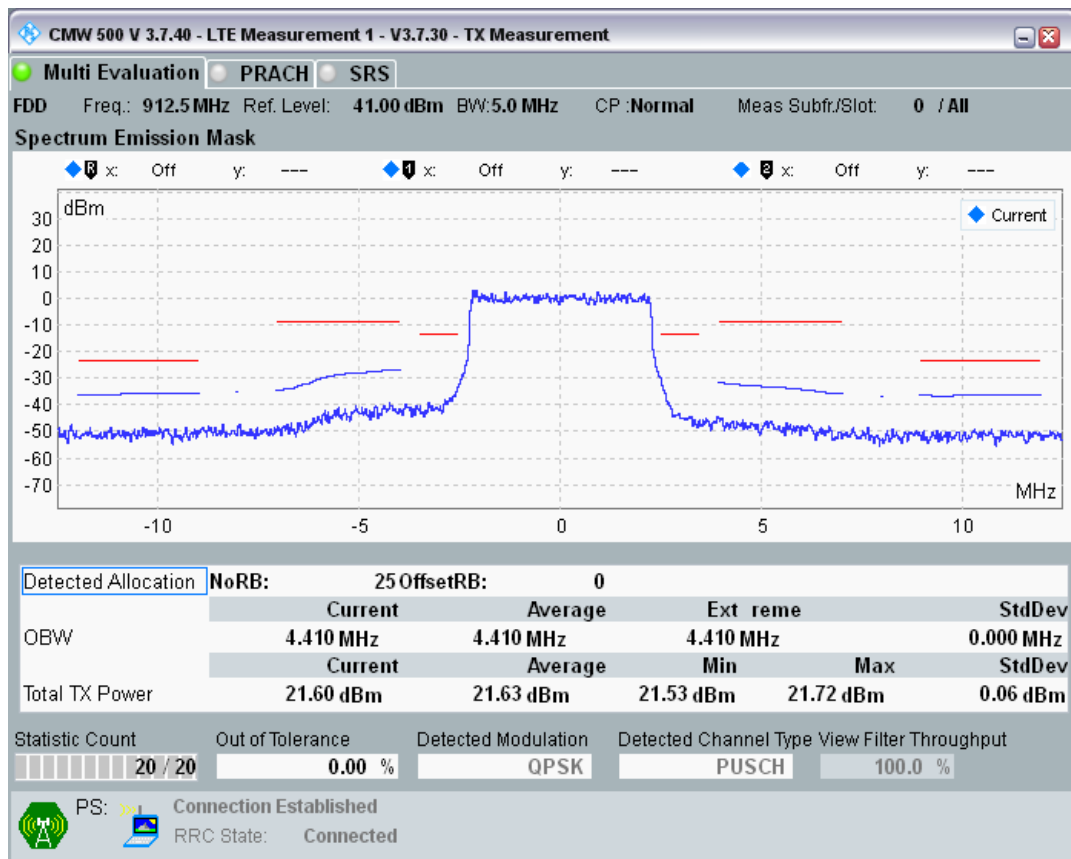 CMW 500 V 3.7.40 - LTE Measurement 1 - V3.7.30 - TX Measurement
Multi Evaluation PRACH SRS
FDD Freq.: 912.5 MHz Ref. Level: 41.00 dBm BW:5.0 MHz CP :Normal Meas Subfr./Slot: 0 / All
Spectrum Emission Mask
R x: Off y: --- 1 x: Off y: --- 2 x: Off y: ---
dBm
Current
30
20
10
0
-10
-20
-30
-40
-50
-60
-70
MHz
-10 -5 0 5 10
Detected Allocation NoRB: 25 OffsetRB: 0
Current Average Ext reme StdDev
OBW 4.410 MHz 4.410 MHz 4.410 MHz 0.000 MHz
Current Average Min Max StdDev
Total TX Power 21.60 dBm 21.63 dBm 21.53 dBm 21.72 dBm 0.06 dBm
Statistic Count Out of Tolerance Detected Modulation Detected Channel Type View Filter Throughput
20 / 20 0.00 % QPSK PUSCH 100.0 %
PS: Connection Established
RRC State: Connected